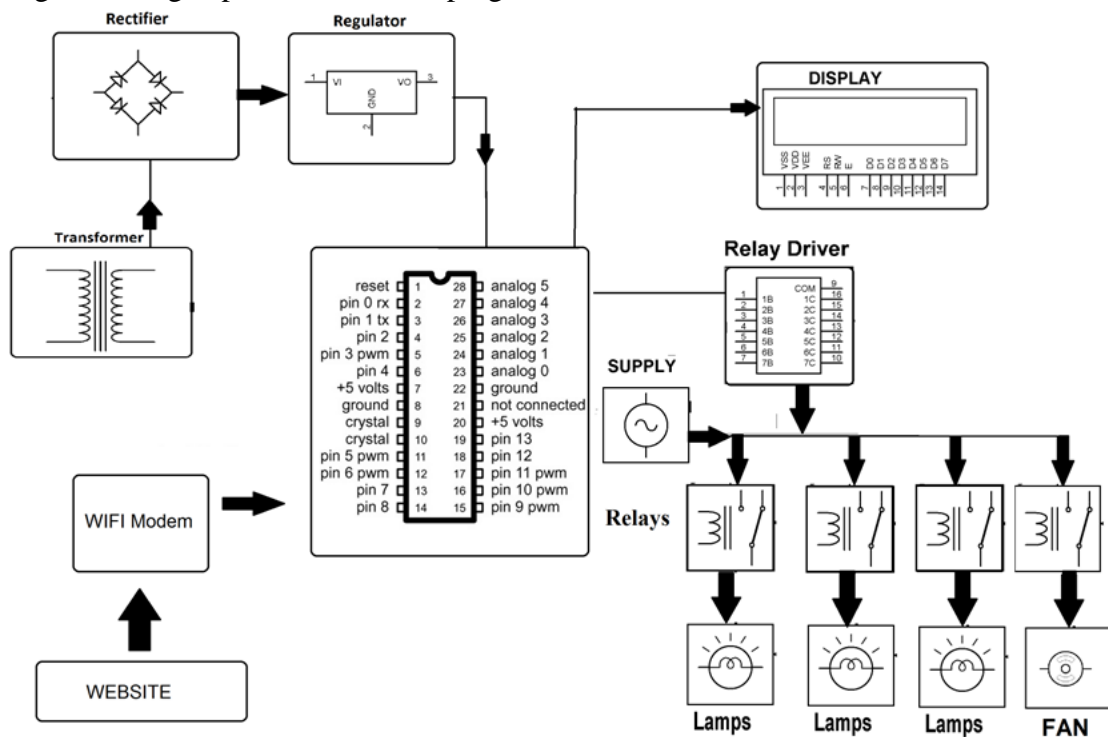 Rectifier
Regulator
1
VI
VO
3
GND
2
DISPLAY
VSS
VDD
VEE
RS
RW
E
D0
D1
D2
D3
D4
D5
D6
D7
1
2
3
4
5
6
7
8
9
10
11
12
13
14
Transformer
reset 1 28 analog 5
pin 0 rx 2 27 analog 4
pin 1 tx 3 26 analog 3
pin 2 4 25 analog 2
pin 3 pwm 5 24 analog 1
pin 4 6 23 analog 0
+5 volts 7 22 ground
ground 8 21 not connected
crystal 9 20 +5 volts
crystal 10 19 pin 13
pin 5 pwm 11 18 pin 12
pin 6 pwm 12 17 pin 11 pwm
pin 7 13 16 pin 10 pwm
pin 8 14 15 pin 9 pwm
Relay Driver
COM 9
1 1B 1C 16
2 2B 2C 15
3 3B 3C 14
4 4B 4C 13
5 5B 5C 12
6 6B 6C 11
7 7B 7C 10
SUPPLY
WIFI Modem
Relays
WEBSITE
Lamps
Lamps
Lamps
FAN